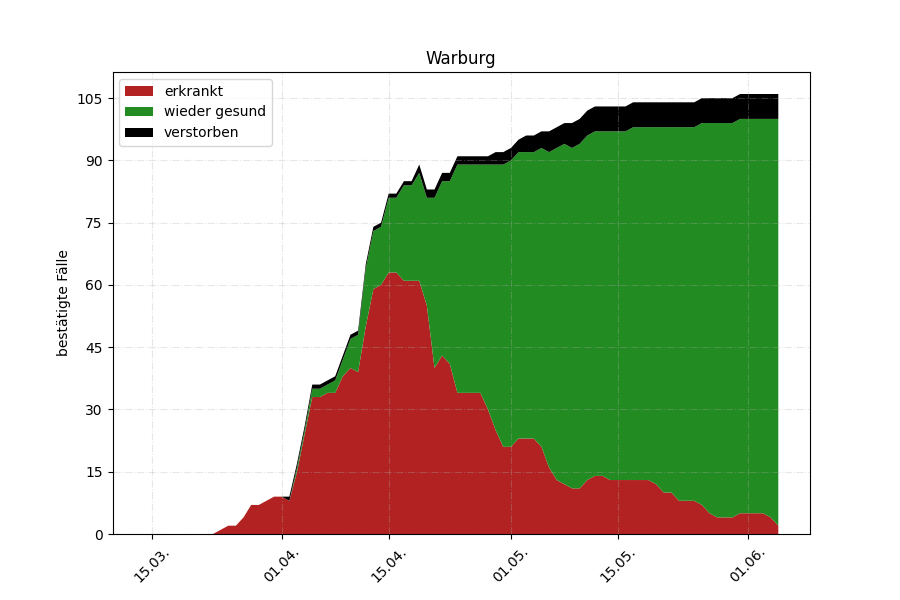 Warburg
erkrankt
wieder gesund
verstorben
bestätigte Fälle
105
90
75
60
45
30
15
0
15.03.
01.04.
15.04.
01.05.
15.05.
01.06.